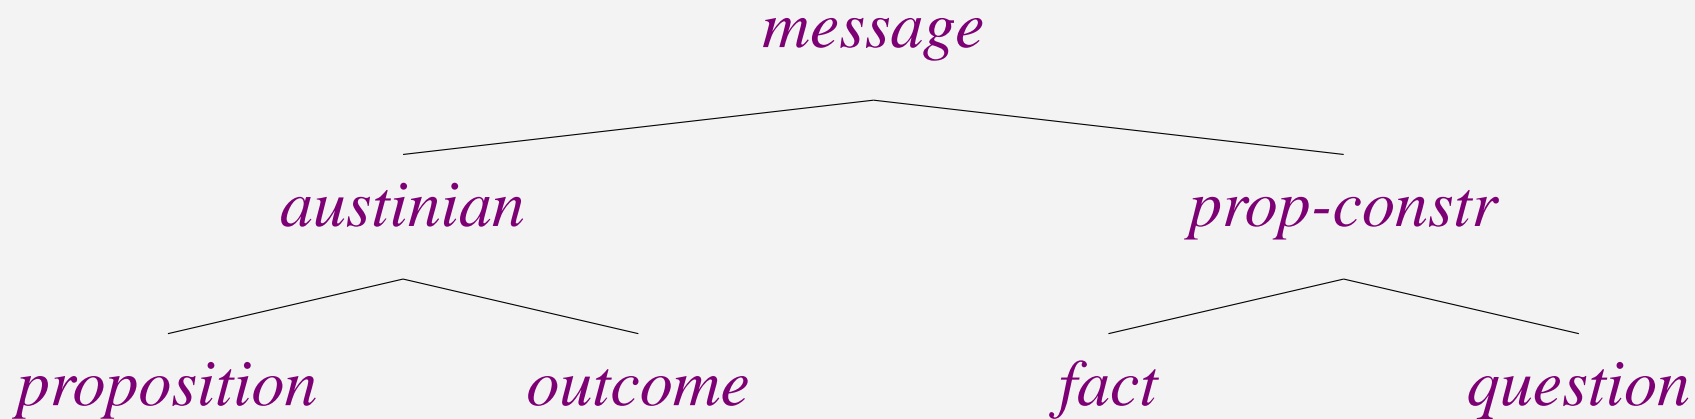 message
austinian prop-constr
proposition outcome fact question